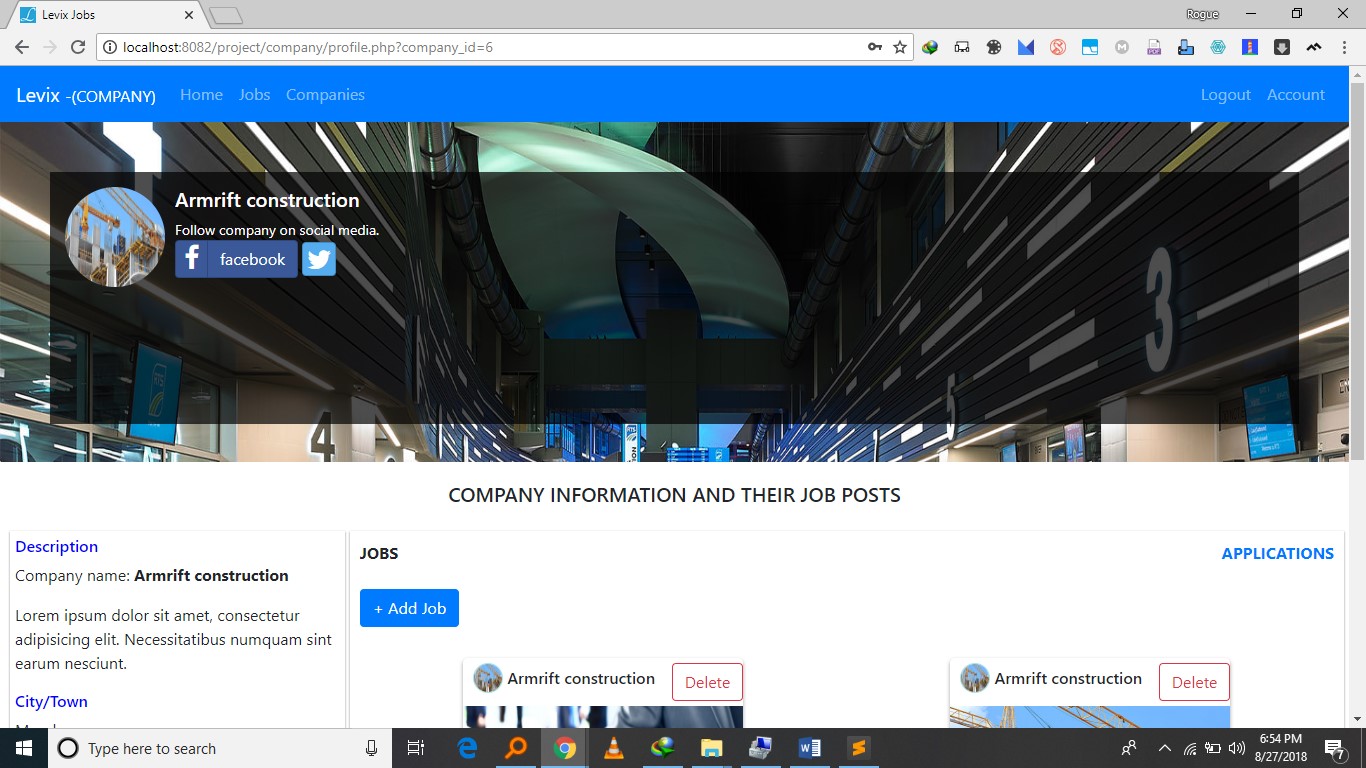 Levix Jobs
Rogue
localhost:8082/project/company/profile.php?company_id=6
Levix -(COMPANY) Home Jobs Companies Logout Account
Armrift construction
Follow company on social media.
facebook
3
4
5
COMPANY INFORMATION AND THEIR JOB POSTS
Description
Company name: Armrift construction
Lorem ipsum dolor sit amet, consectetur
adipisicing elit. Necessitatibus numquam sint
earum nesciunt.
City/Town
JOBS APPLICATIONS
+ Add Job
Armrift construction Delete
Armrift construction Delete
Type here to search
6:54 PM
8/27/2018
7